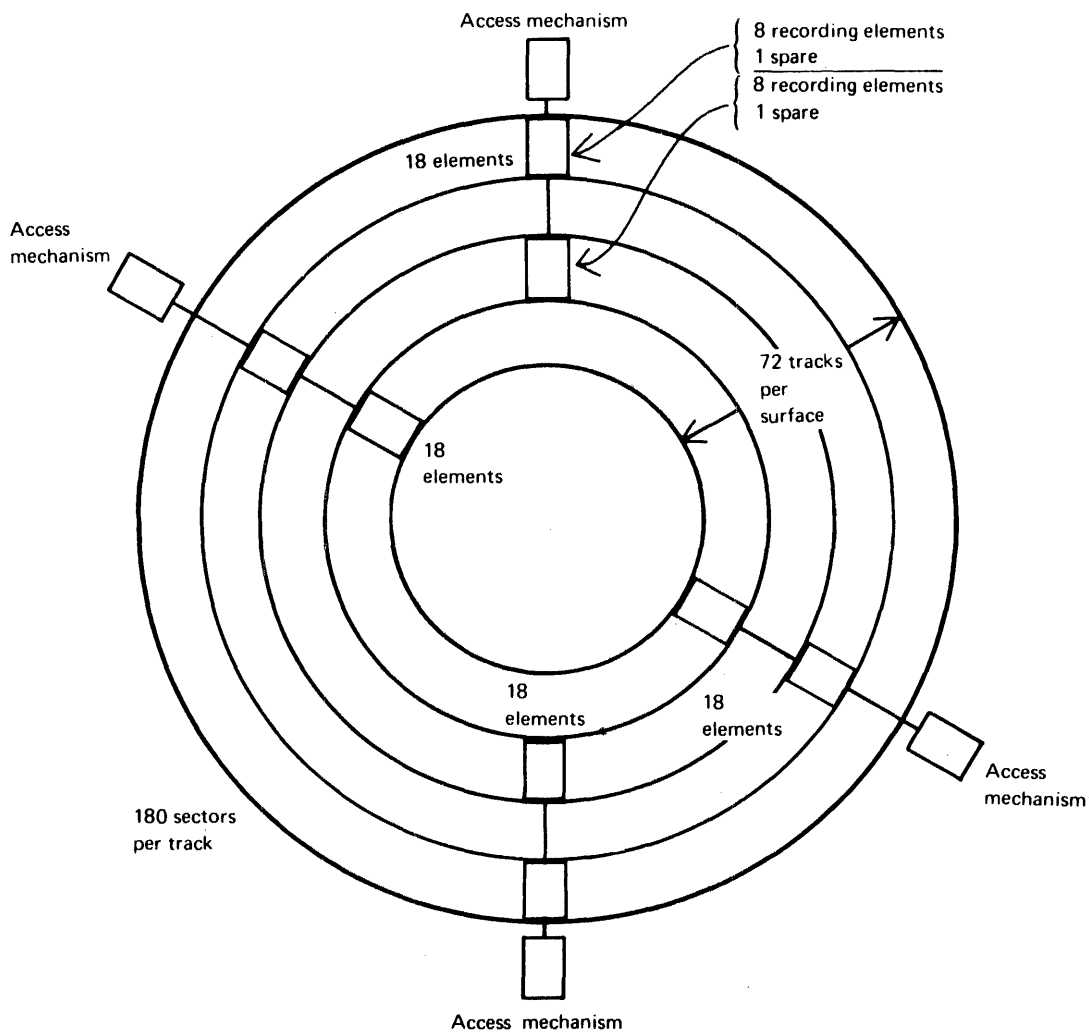 Access mechanism
8 recording elements
1 spare
8 recording elements
1 spare
18 elements
Access
mechanism
72 tracks
per
surface
18
elements
18
elements
18
elements
Access
mechanism
180 sectors
per track
Access mechanism